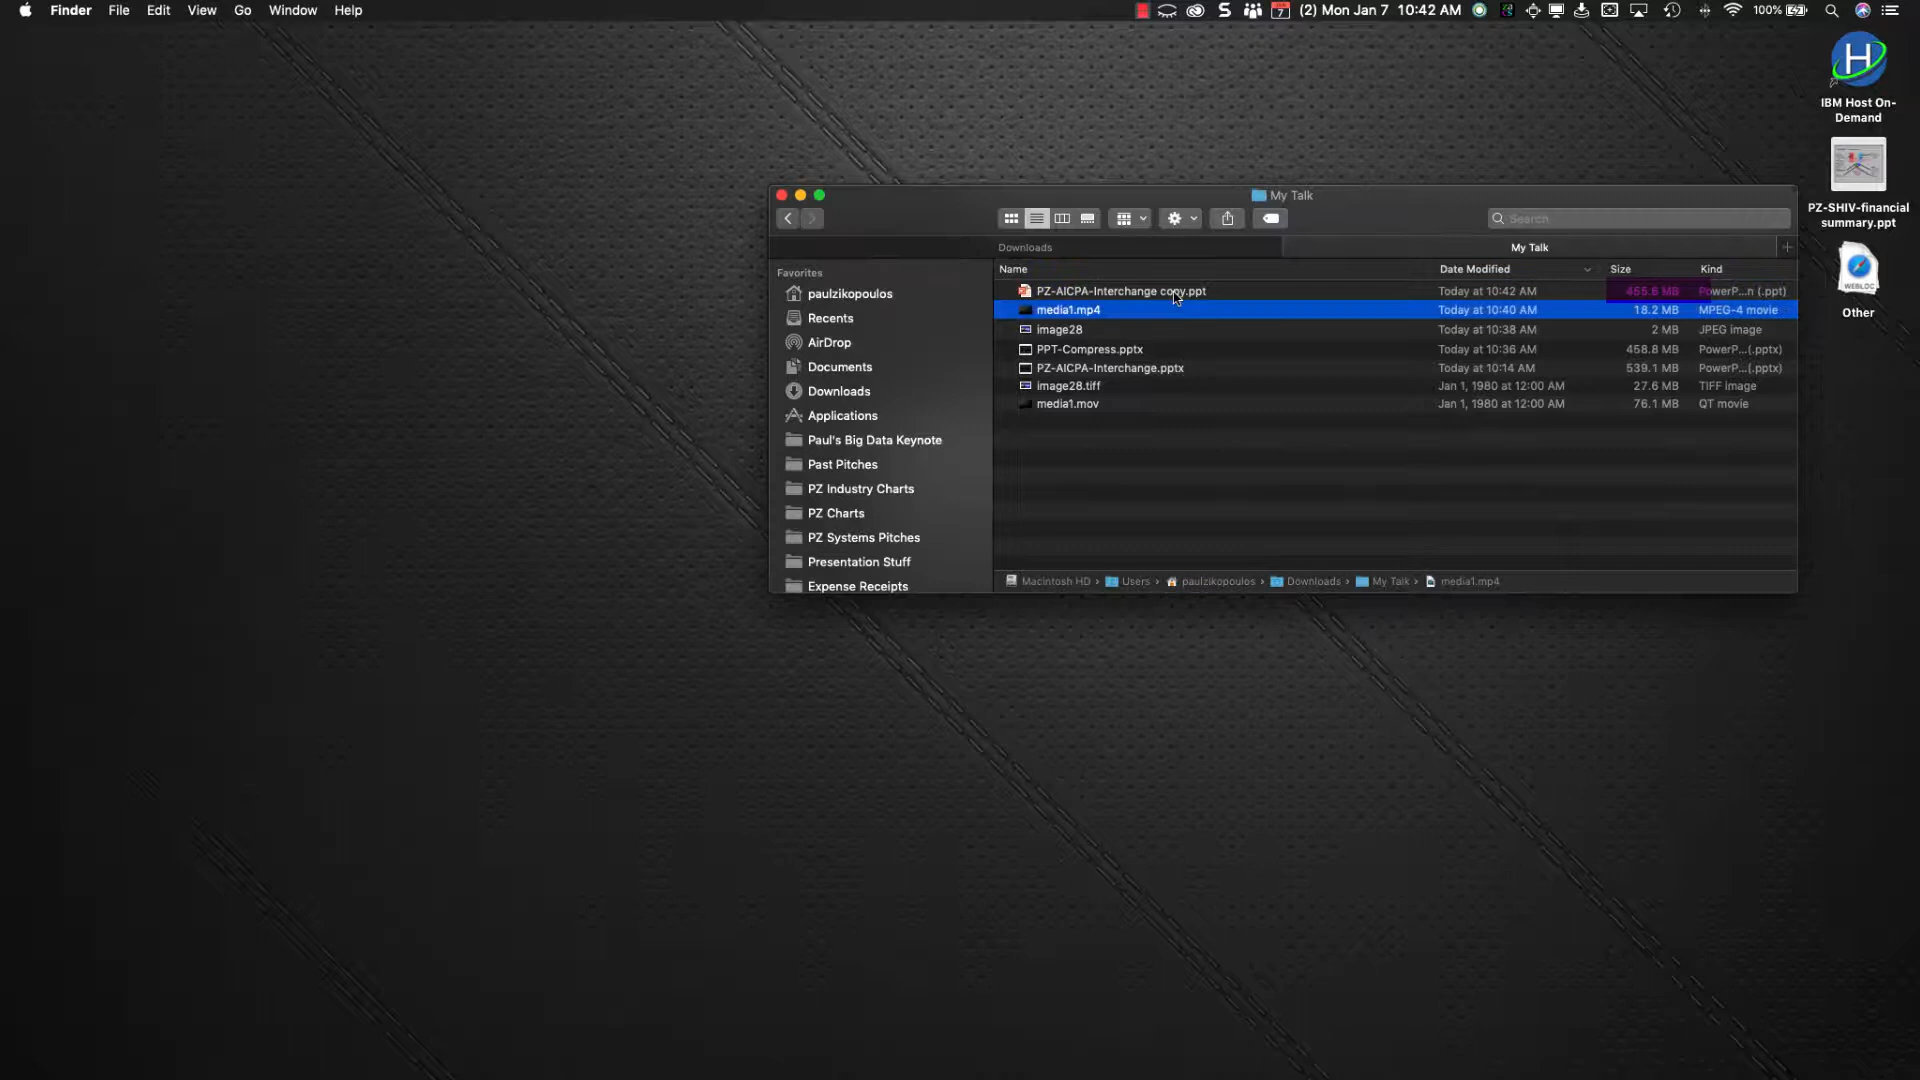 Finder File Edit View Go Window Help
7 (2) Mon Jan 7 10:42 AM 100%
IBM Host On-
Demand
PZ-SHIV-financial
summary.ppt
WEBLOC
Other
My Talk
Search
Downloads My Talk
Favorites
paulzikopoulos
Recents
AirDrop
Documents
Downloads
Applications
Paul's Big Data Keynote
Past Pitches
PZ Industry Charts
PZ Charts
PZ Systems Pitches
Presentation Stuff
Expense Receipts
Name Date Modified Size Kind
PZ-AICPA-Interchange copy.ppt Today at 10:42 AM PowerP...n (.ppt)
media1.mp4 Today at 10:40 AM 18.2 MB MPEG-4 movie
image28 Today at 10:38 AM 2 MB JPEG image
PPT-Compress.pptx Today at 10:36 AM 458.8 MB PowerP...(.pptx)
PZ-AICPA-Interchange.pptx Today at 10:14 AM 539.1 MB PowerP...(.pptx)
image28.tiff Jan 1, 1980 at 12:00 AM 27.6 MB TIFF image
media1.mov Jan 1, 1980 at 12:00 AM 76.1 MB QT movie
Macintosh HD › Users › paulzikopoulos › Downloads › My Talk › media1.mp4